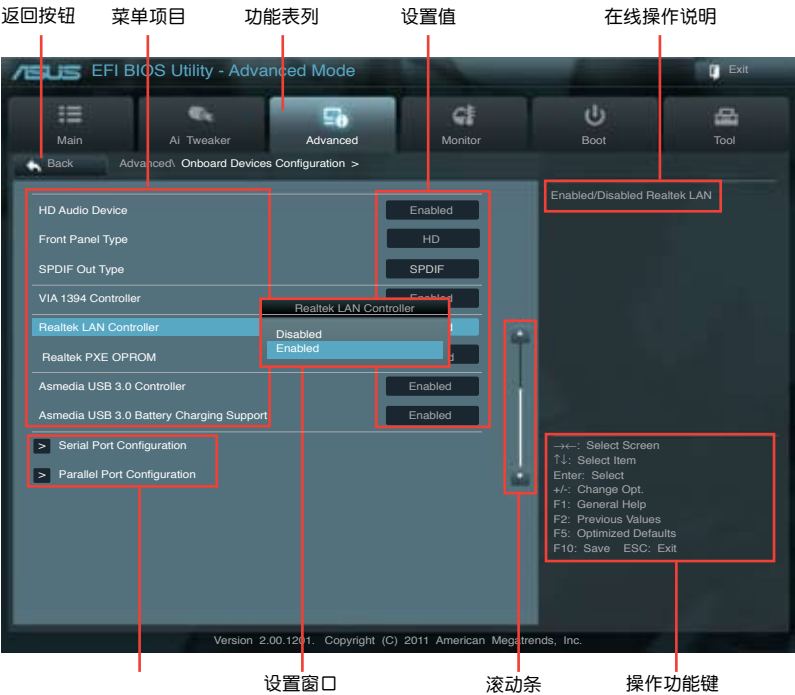 返回按钮 菜单项目 功能表列 设置值 在线操作说明
ASUS EFI BIOS Utility - Advanced Mode Exit
Main Ai Tweaker Advanced Monitor Boot Tool
Back Advanced\ Onboard Devices Configuration >
Enabled/Disabled Realtek LAN
HD Audio Device Enabled
Front Panel Type HD
SPDIF Out Type SPDIF
VIA 1394 Controller Enabled
Realtek LAN Controller
Realtek PXE OPROM
Realtek LAN Controller
Disabled
Enabled
Asmedia USB 3.0 Controller Enabled
Asmedia USB 3.0 Battery Charging Support Enabled
> Serial Port Configuration
> Parallel Port Configuration
→←: Select Screen
↑↓: Select Item
Enter: Select
+/-: Change Opt.
F1: General Help
F2: Previous Values
F5: Optimized Defaults
F10: Save ESC: Exit
Version 2.00.1201. Copyright (C) 2011 American Megatrends, Inc.
设置窗口 滚动条 操作功能键